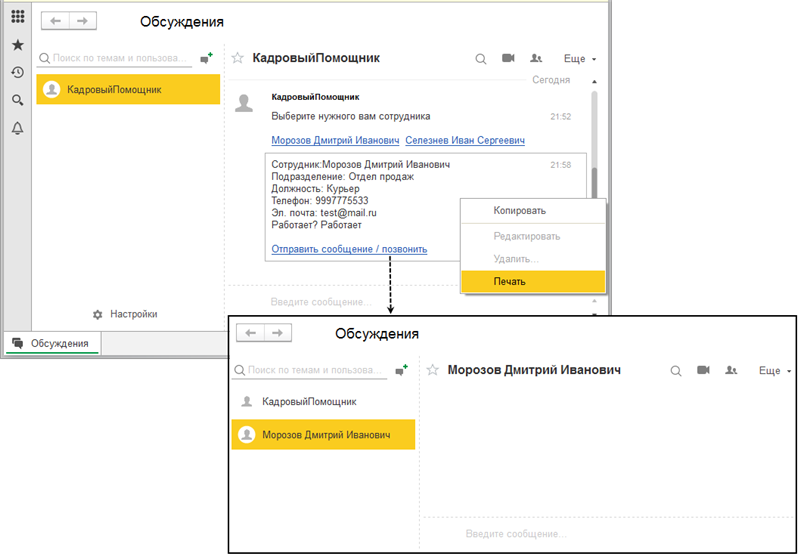 Обсуждения
Поиск по темам и пользова...
КадровыйПомощник
Еще
Сегодня
КадровыйПомощник
КадровыйПомощник
Выберите нужного вам сотрудника
21:52
Морозов Дмитрий Иванович Селезнев Иван Сергеевич
Сотрудник:Морозов Дмитрий Иванович
21:58
Подразделение: Отдел продаж
Должность: Курьер
Телефон: 9997775533
Эл. почта: test@mail.ru
Работает? Работает
Отправить сообщение / позвонить
Копировать
Редактировать
Удалить...
Печать
Введите сообщение...
Настройки
Обсуждения
Обсуждения
Поиск по темам и пользова...
Морозов Дмитрий Иванович
Еще
КадровыйПомощник
Морозов Дмитрий Иванович
Введите сообщение...